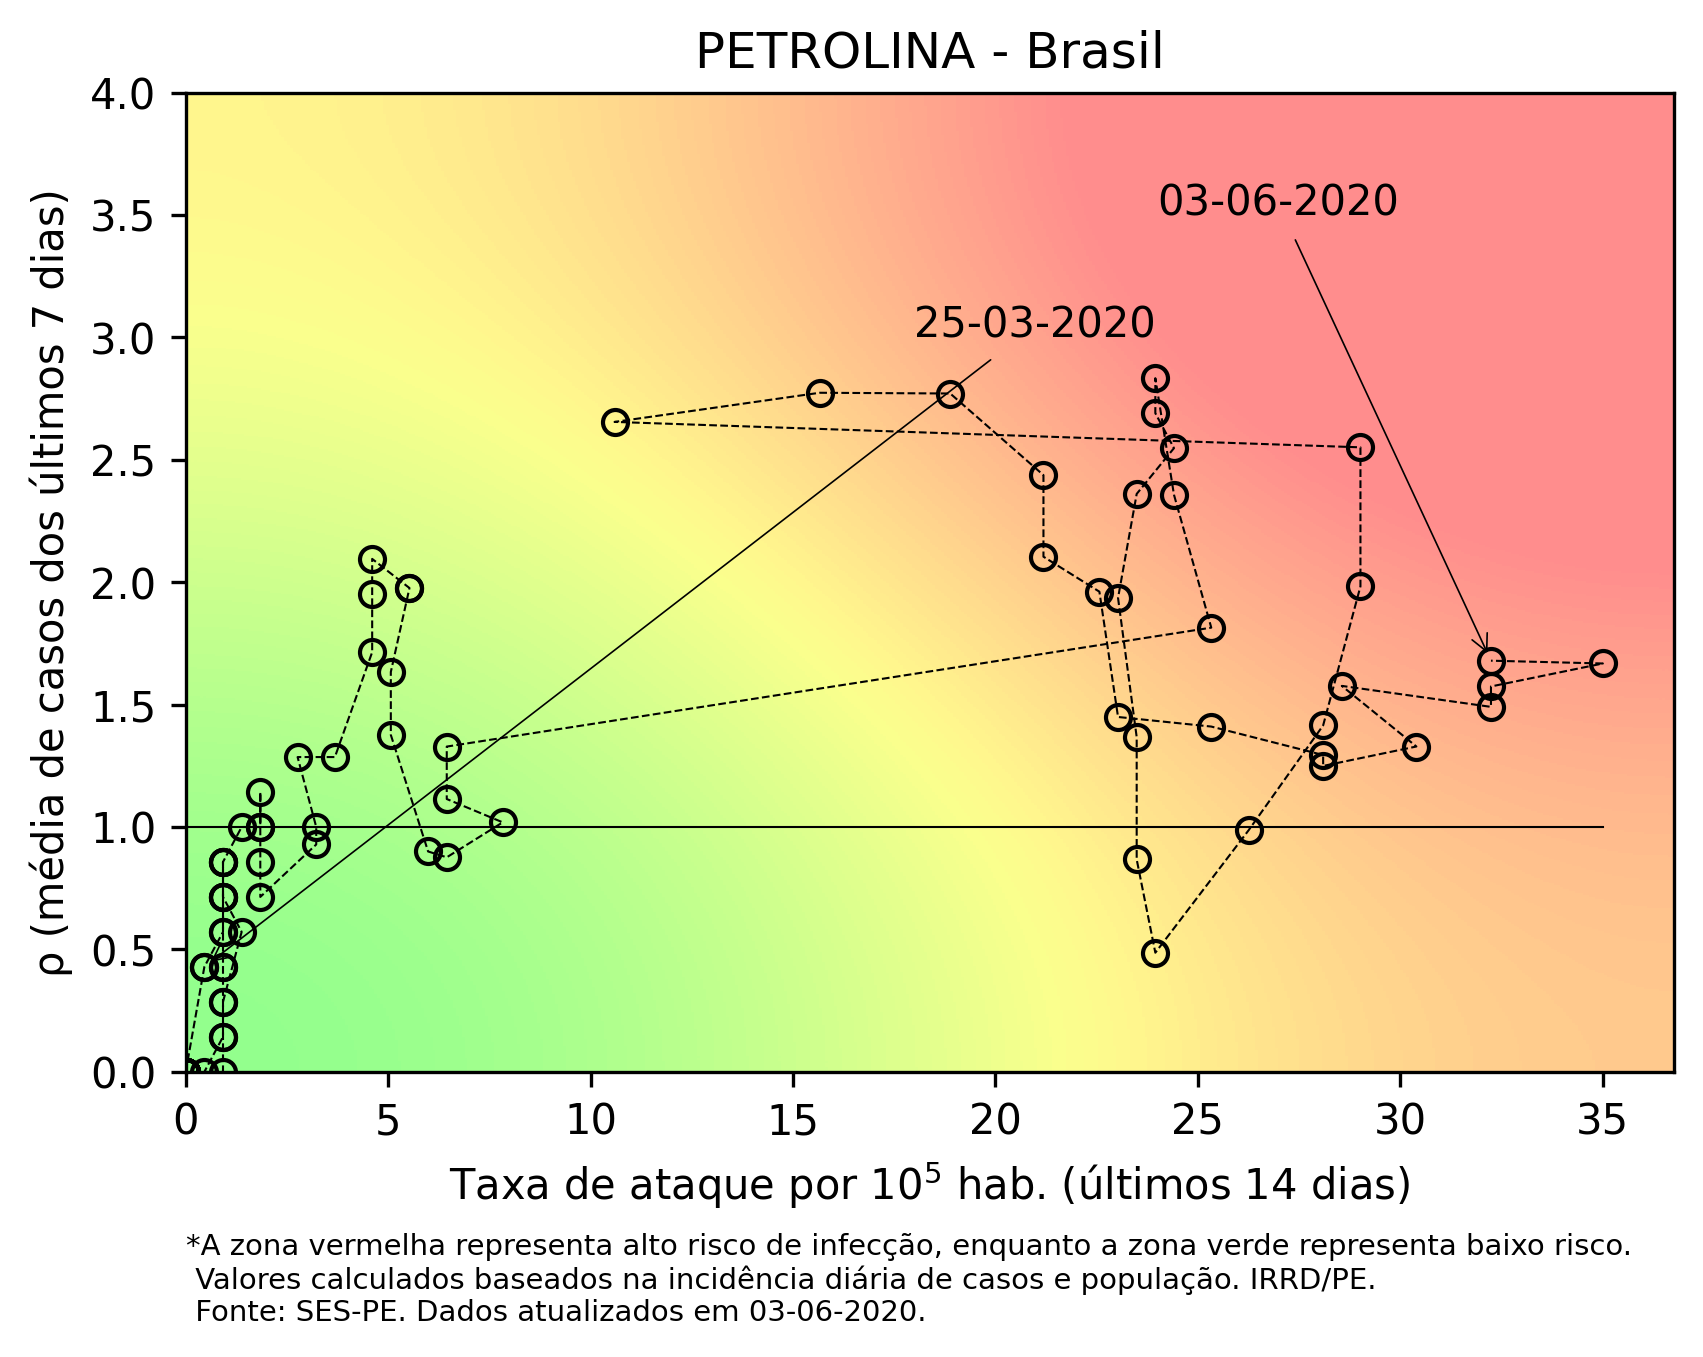 PETROLINA - Brasil
4.0
3.5
3.0
2.5
2.0
1.5
1.0
0.5
0.0
ρ (média de casos dos últimos 7 dias)
03-06-2020
25-03-2020
0 5 10 15 20 25 30 35
Taxa de ataque por 10⁵ hab. (últimos 14 dias)
*A zona vermelha representa alto risco de infecção, enquanto a zona verde representa baixo risco.
Valores calculados baseados na incidência diária de casos e população. IRRD/PE.
Fonte: SES-PE. Dados atualizados em 03-06-2020.